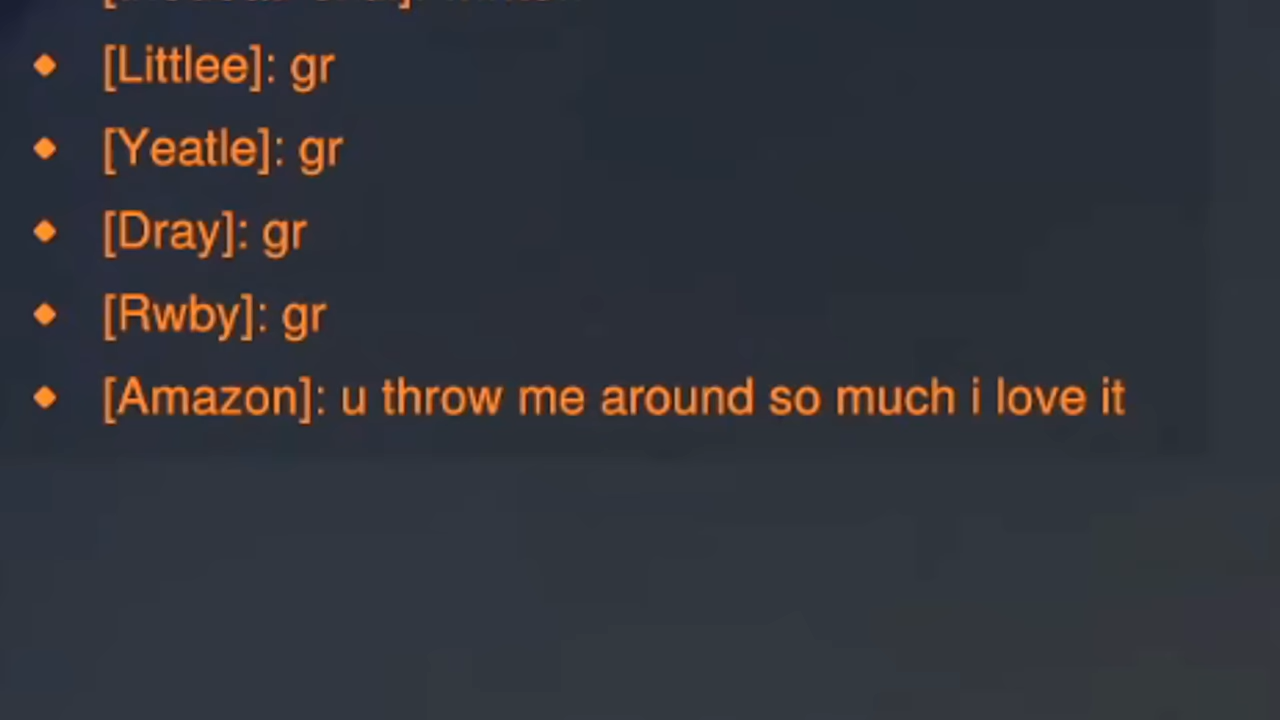 [Littlee]: gr
[Yeatle]: gr
[Dray]: gr
[Rwby]: gr
[Amazon]: u throw me around so much i love it